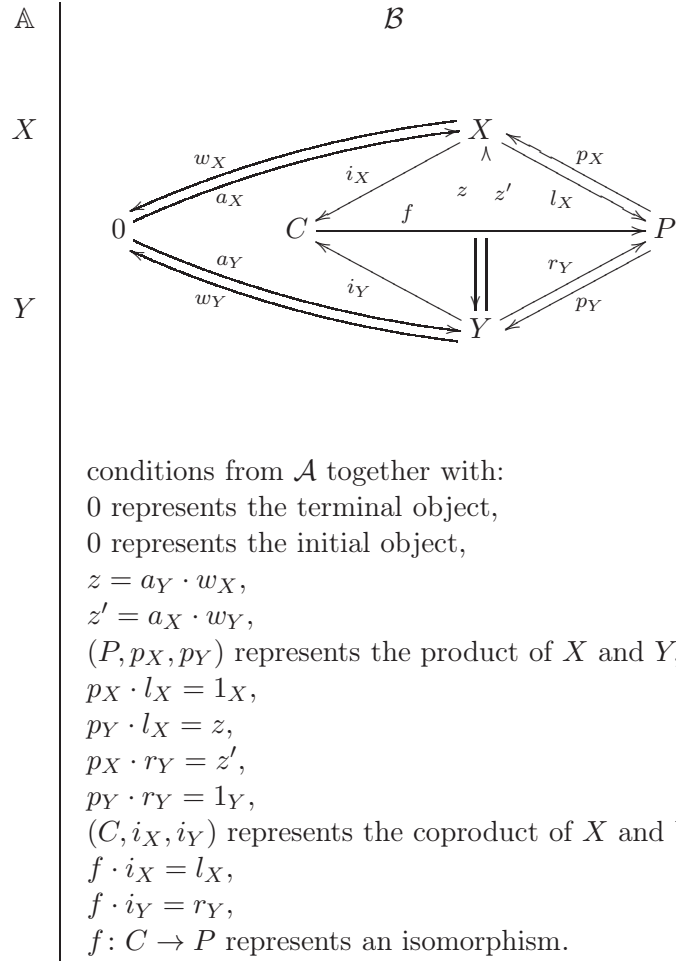 𝔸 ℬ
X X
w_X p_X
a_X i_X z z′ l_X
f
0 C P
a_Y r_Y
w_Y i_Y p_Y
Y Y
conditions from 𝒜 together with:
0 represents the terminal object,
0 represents the initial object,
z = a_Y · w_X,
z′ = a_X · w_Y,
(P, p_X, p_Y) represents the product of X and Y
p_X · l_X = 1_X,
p_Y · l_X = z,
p_X · r_Y = z′,
p_Y · r_Y = 1_Y,
(C, i_X, i_Y) represents the coproduct of X and
f · i_X = l_X,
f · i_Y = r_Y,
f : C → P represents an isomorphism.